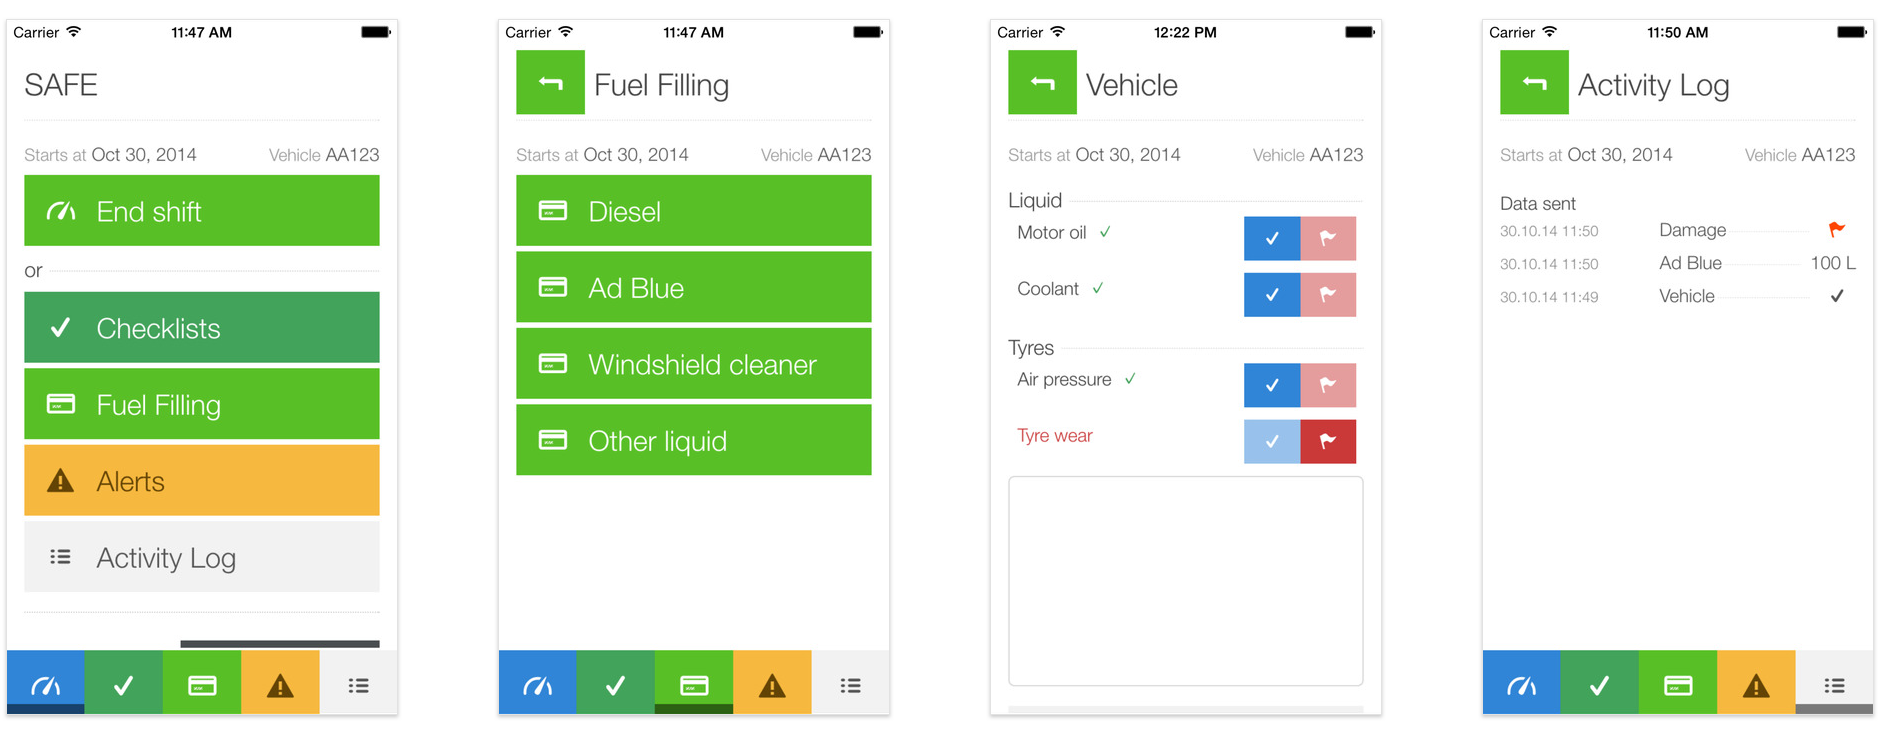 Carrier 11:47 AM
SAFE
Starts at Oct 30, 2014 Vehicle AA123
End shift
or
Checklists
Fuel Filling
Alerts
Activity Log
Carrier 11:47 AM
Fuel Filling
Starts at Oct 30, 2014 Vehicle AA123
Diesel
Ad Blue
Windshield cleaner
Other liquid
Carrier 12:22 PM
Vehicle
Starts at Oct 30, 2014 Vehicle AA123
Liquid
Motor oil
Coolant
Tyres
Air pressure
Tyre wear
Carrier 11:50 AM
Activity Log
Starts at Oct 30, 2014 Vehicle AA123
Data sent
30.10.14 11:50 Damage
30.10.14 11:50 Ad Blue 100 L
30.10.14 11:49 Vehicle